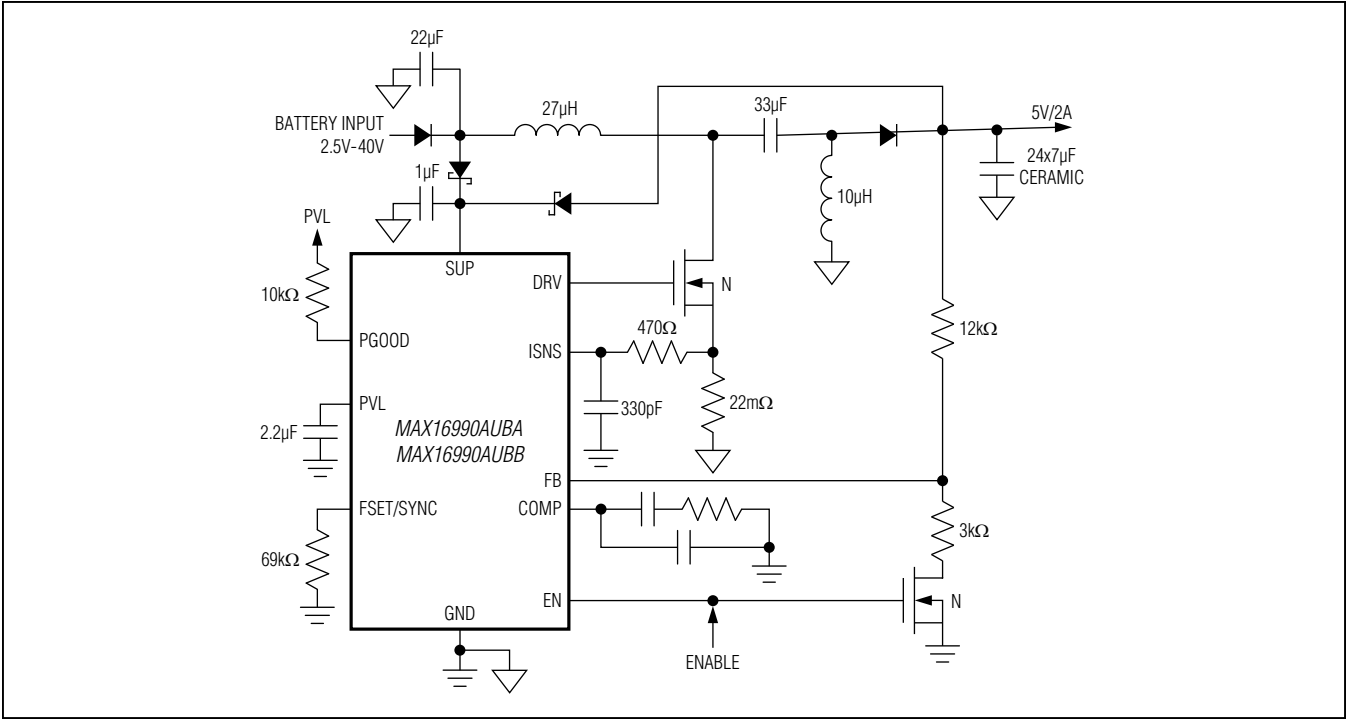 22µF
27µH
33µF
5V/2A
BATTERY INPUT
2.5V-40V
24x7µF
CERAMIC
1µF
10µH
PVL
SUP
DRV
N
10kΩ
470Ω
12kΩ
PGOOD
ISNS
PVL
330pF
22mΩ
2.2µF
MAX16990AUBA
MAX16990AUBB
FB
FSET/SYNC
COMP
3kΩ
69kΩ
EN
N
GND
ENABLE